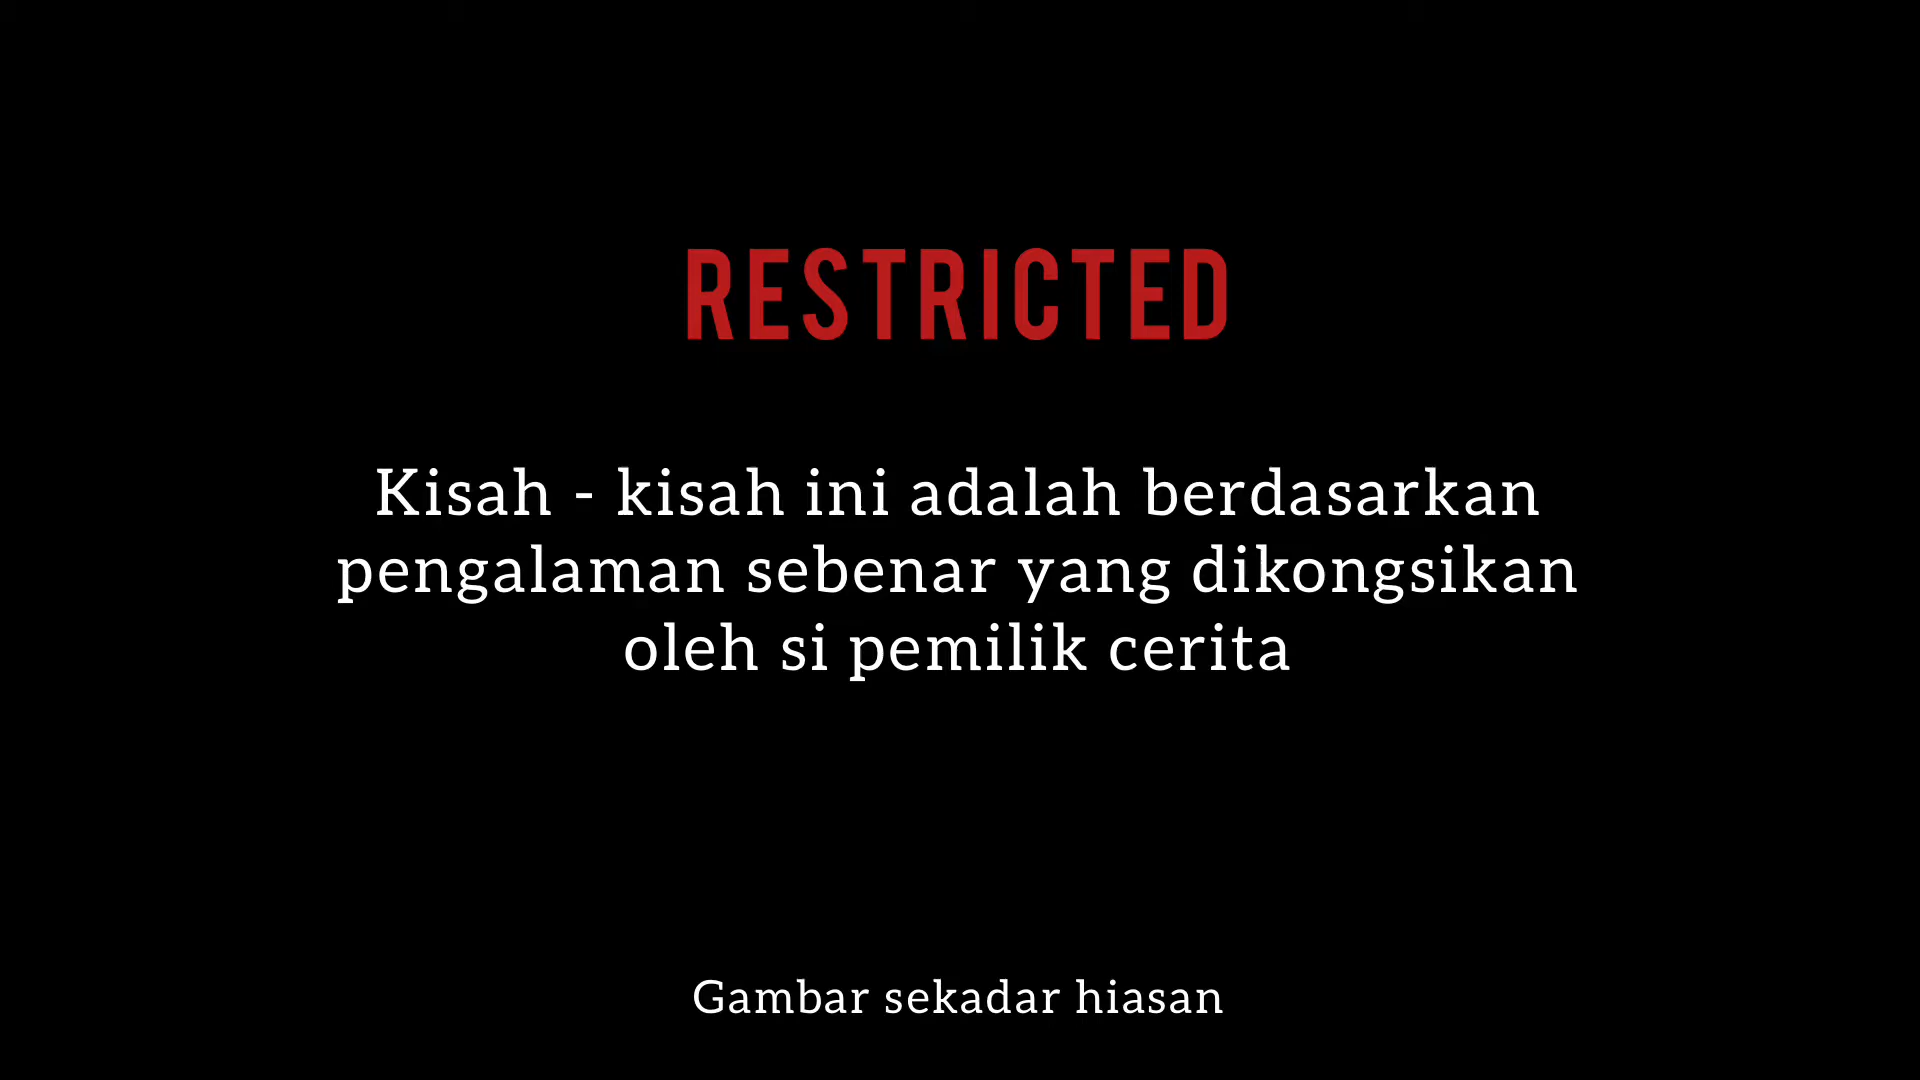 RESTRICTED
Kisah - kisah ini adalah berdasarkan
pengalaman sebenar yang dikongsikan
oleh si pemilik cerita
Gambar sekadar hiasan